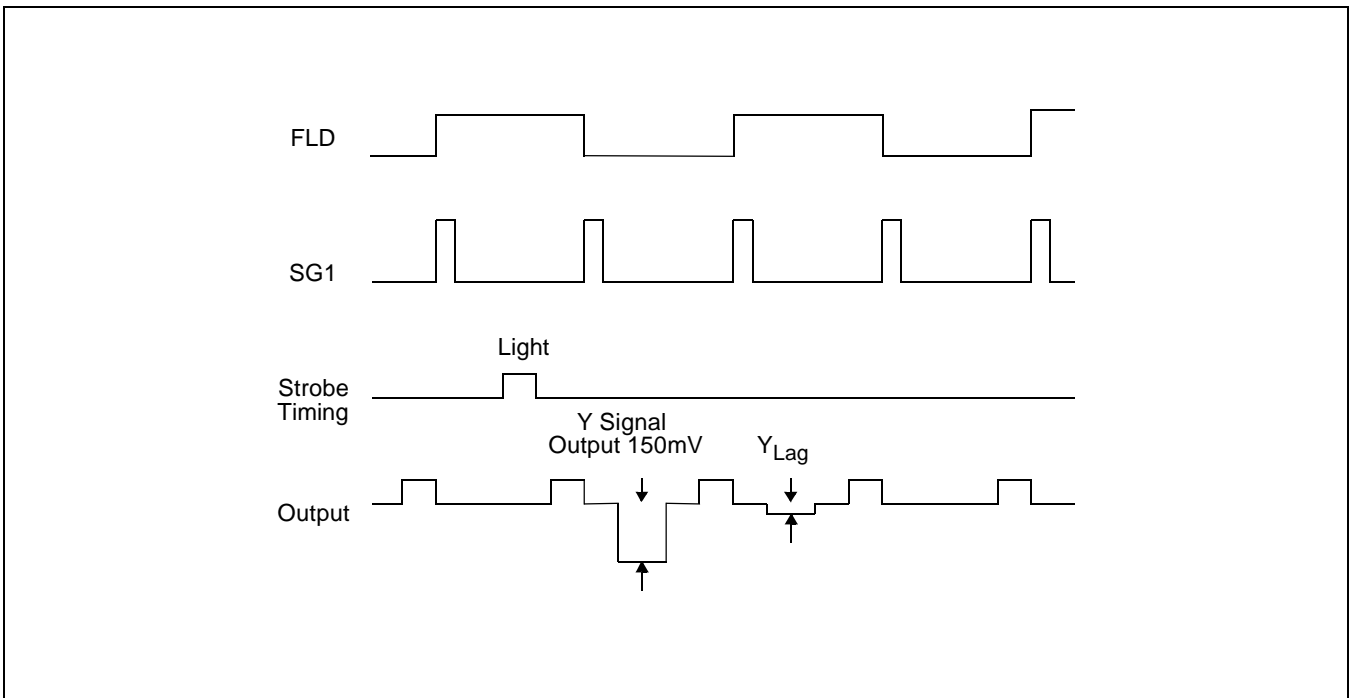 FLD
SG1
Light
Strobe
Timing
Y Signal
Output 150mV
YLag
Output